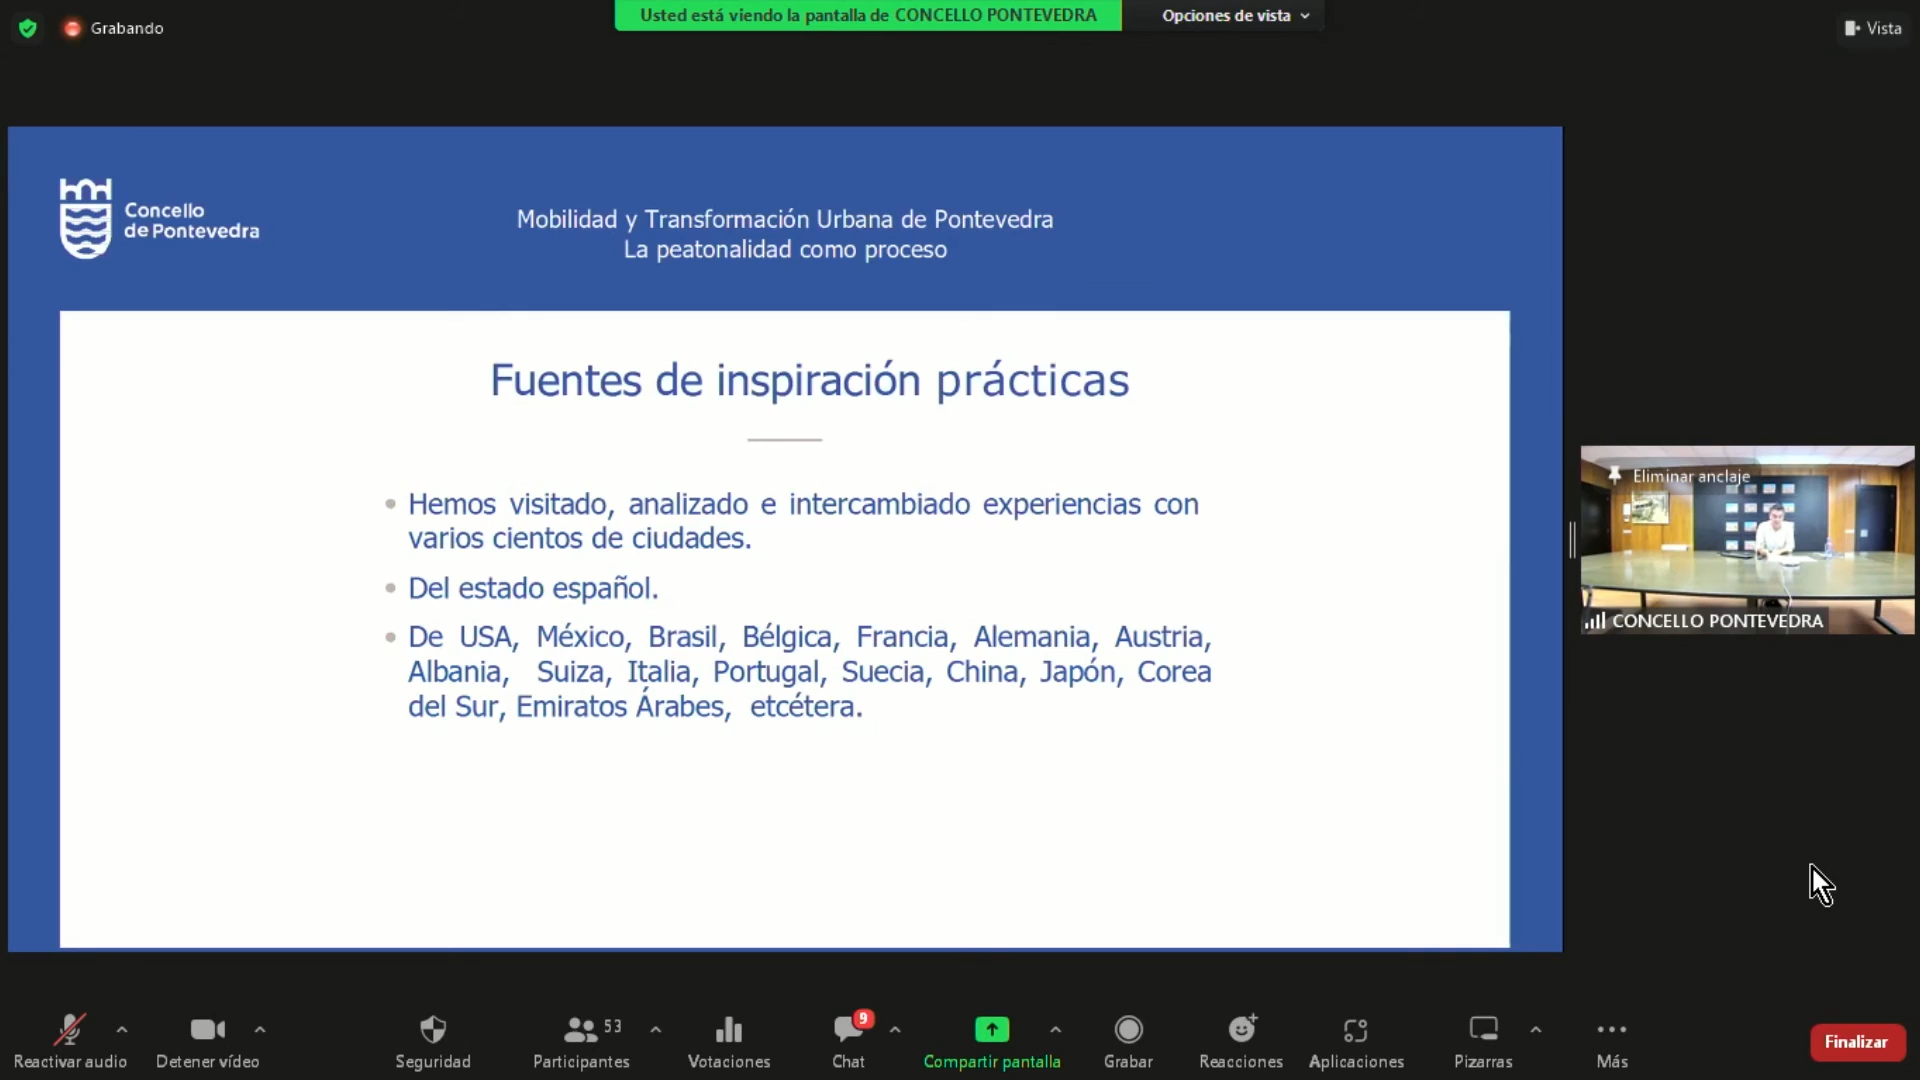 Grabando
Usted está viendo la pantalla de CONCELLO PONTEVEDRA
Opciones de vista
Vista
Concello
de Pontevedra
Mobilidad y Transformación Urbana de Pontevedra
La peatonalidad como proceso
Fuentes de inspiración prácticas
Hemos visitado, analizado e intercambiado experiencias con
varios cientos de ciudades.
Del estado español.
De USA, México, Brasil, Bélgica, Francia, Alemania, Austria,
Albania, Suiza, Italia, Portugal, Suecia, China, Japón, Corea
del Sur, Emiratos Árabes, etcétera.
Eliminar anclaje
CONCELLO PONTEVEDRA
Reactivar audio
Detener vídeo
Seguridad
53
Participantes
Votaciones
9
Chat
Compartir pantalla
Grabar
Reacciones
Aplicaciones
Pizarras
Más
Finalizar